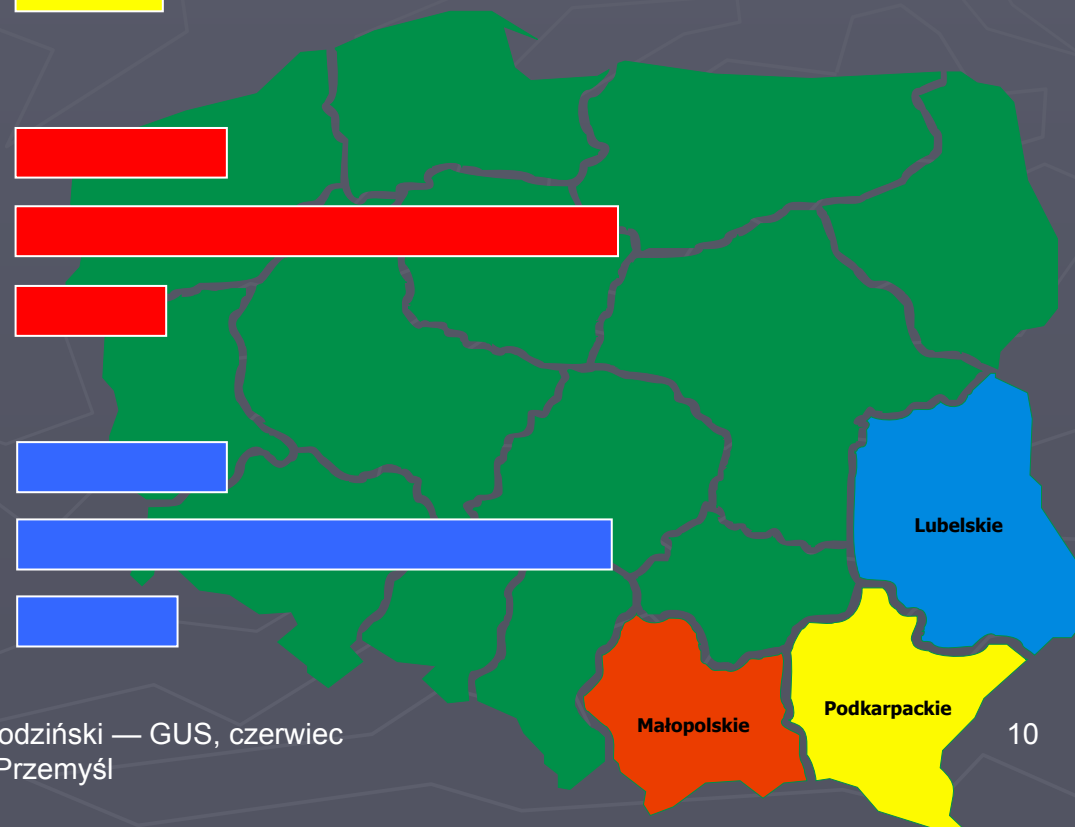 Lubelskie
Podkarpackie
Małopolskie
odziński — GUS, czerwiec
Przemyśl
10